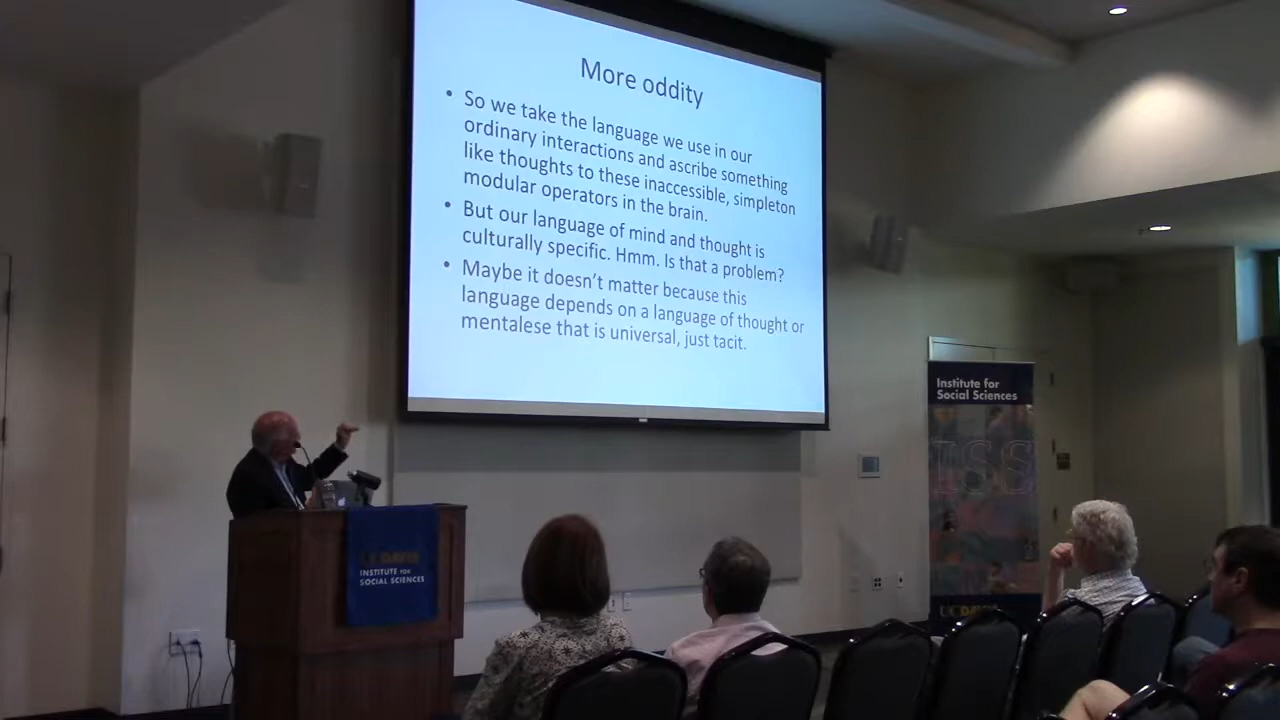 More oddity
• So we take the language we use in our
ordinary interactions and ascribe something
like thoughts to these inaccessible, simpleton
modular operators in the brain.
• But our language of mind and thought is
culturally specific. Hmm. Is that a problem?
• Maybe it doesn't matter because this
language depends on a language of thought or
mentalese that is universal, just tacit.
Institute for
Social Sciences
ISS
UC DAVIS
UC DAVIS
INSTITUTE FOR
SOCIAL SCIENCES